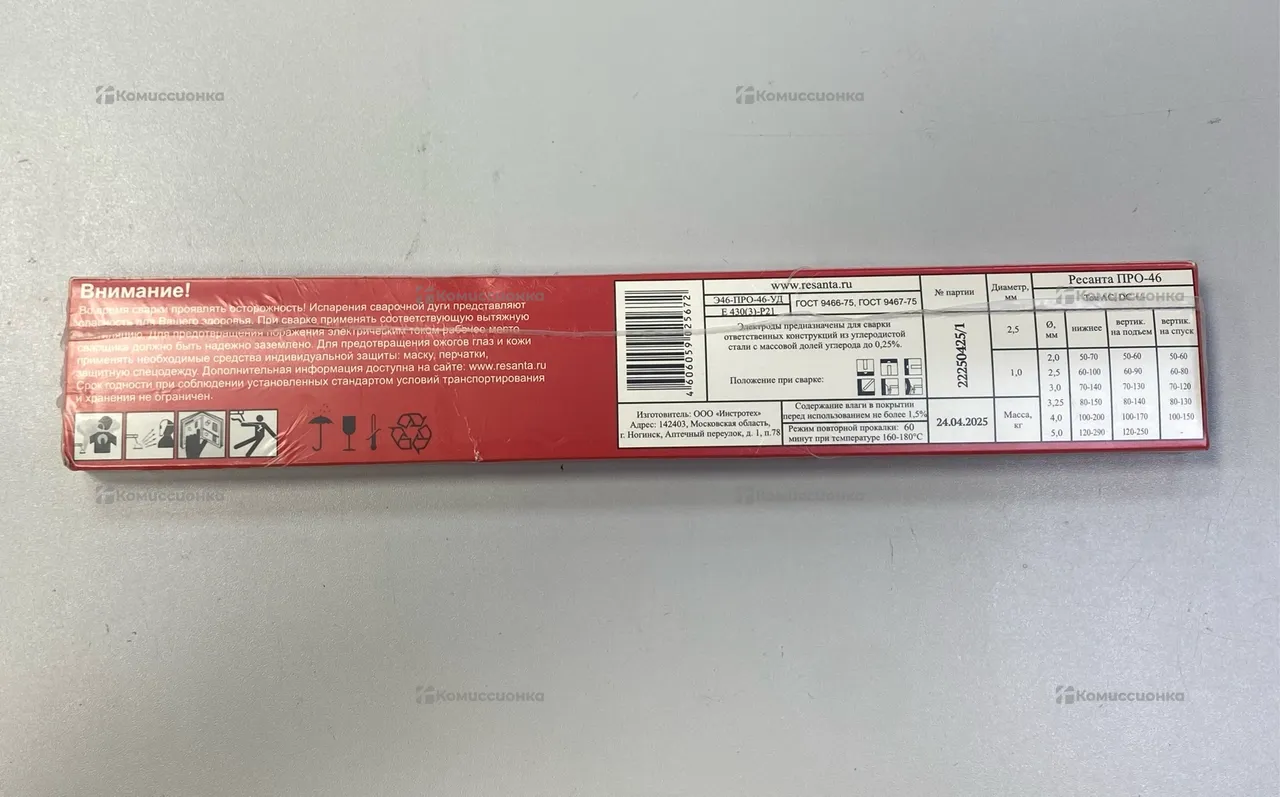 Комиссионка
Комиссионка
Внимание!
Во время сварки проявлять осторожность! Испарения сварочной дуги представляют
опасность для Вашего здоровья. При сварке применять соответствующую вытяжную
Для предотвращения поражения электрическим током рабочее место
сварщика должно быть надежно заземлено. Для предотвращения ожогов глаз и кожи
применять необходимые средства индивидуальной защиты: маску, перчатки,
защитную спецодежду. Дополнительная информация доступна на сайте: www.resanta.ru
Срок годности при соблюдении установленных стандартом условий транспортирования
и хранения не ограничен.
Комиссионка
4606059025672
www.resanta.ru
Э46-ПРО-46-УД
Е 430(3)-Р21
ГОСТ 9466-75, ГОСТ 9467-75
Электроды предназначены для сварки
ответственных конструкций из углеродистой
стали с массовой долей углерода до 0,25%.
Положение при сварке:
Изготовитель: ООО «Инстротех»
Адрес: 142403, Московская область,
г. Ногинск, Аптечный переулок, д. 1, п.78
Содержание влаги в покрытии
перед использованием не более 1,5%
Режим повторной прокалки: 60
минут при температуре 160-180°С
№ партии
22250425/1
24.04.2025
Диаметр,
мм
2,5
1,0
Масса,
кг
Ресанта ПРО-46
Комиссионка
Ø,
мм
нижнее
вертик.
на подъем
вертик.
на спуск
2,0 50-70 50-60 50-60
2,5 60-100 60-90 60-80
3,0 70-140 70-130 70-120
3,25 80-150 80-140 80-130
4,0 100-200 100-170 100-150
5,0 120-290 120-250 -
Комиссионка
Комиссионка
Комиссионка
Комиссионка